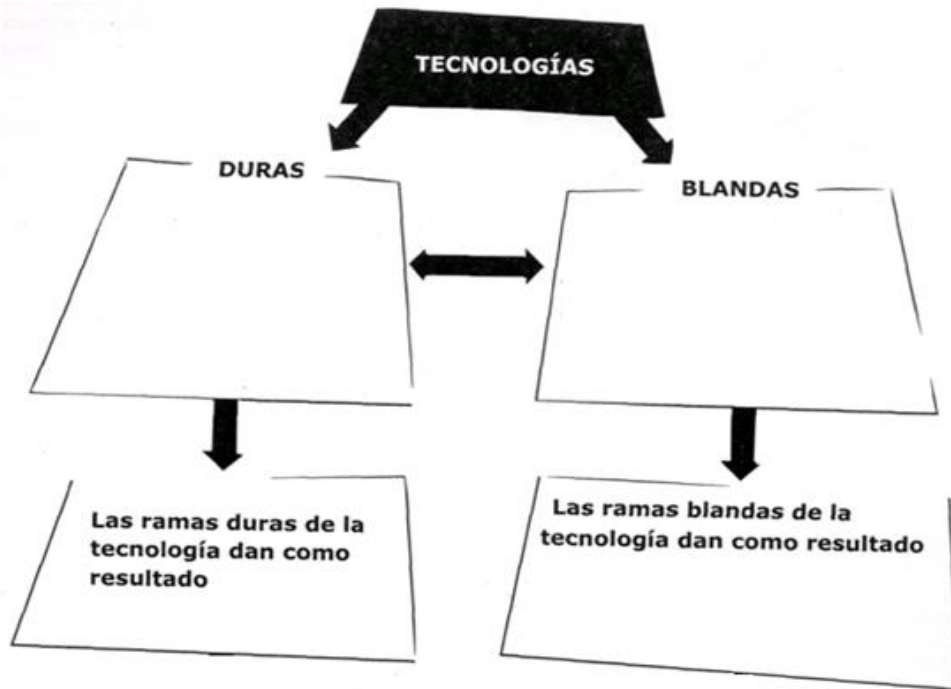 TECNOLOGÍAS
DURAS
BLANDAS
Las ramas duras de la
tecnología dan como
resultado
Las ramas blandas de la
tecnología dan como resultado